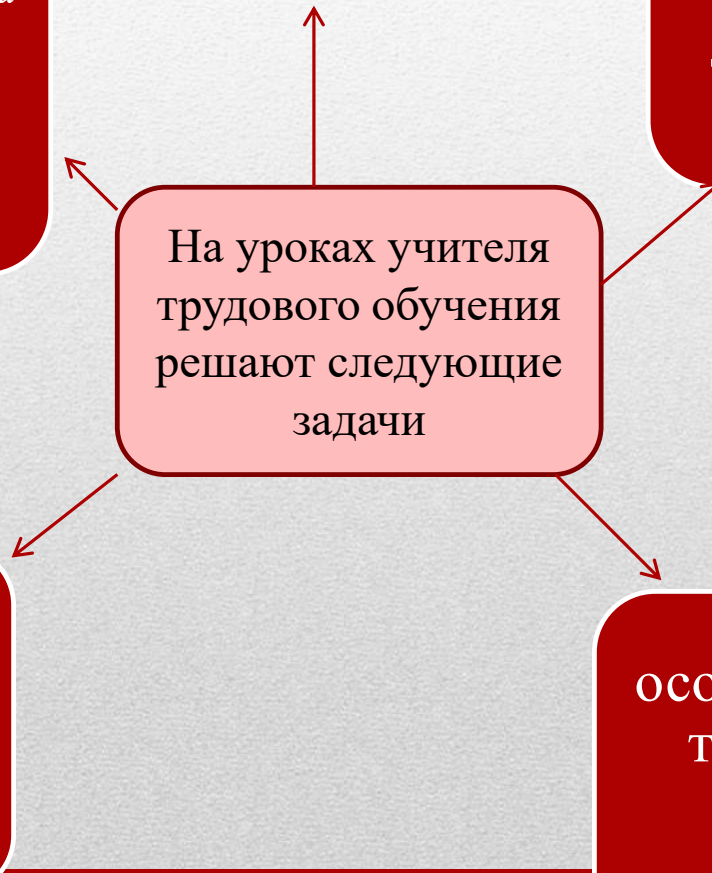 На уроках учителя
трудового обучения
решают следующие
задачи